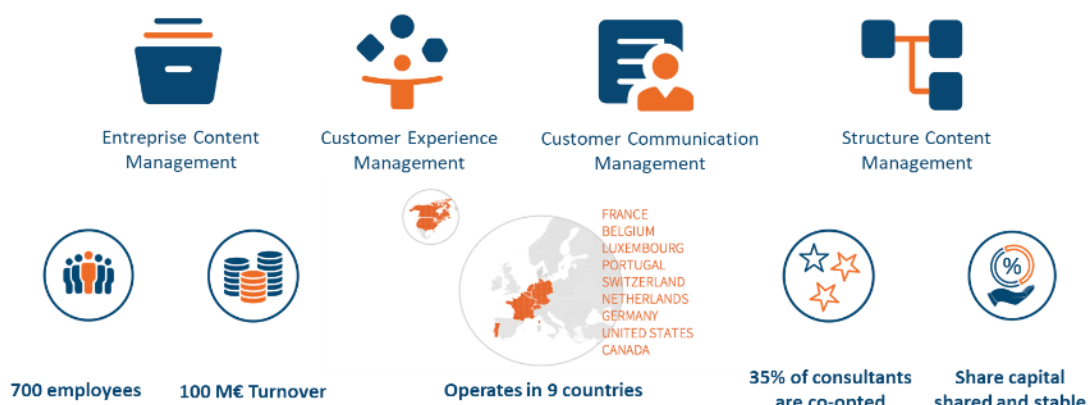 Entreprise Content
Management
Customer Experience
Management
Customer Communication
Management
Structure Content
Management
FRANCE
BELGIUM
LUXEMBOURG
PORTUGAL
SWITZERLAND
NETHERLANDS
GERMANY
UNITED STATES
CANADA
%
700 employees
100 M€ Turnover
Operates in 9 countries
35% of consultants
are co-opted
Share capital
shared and stable